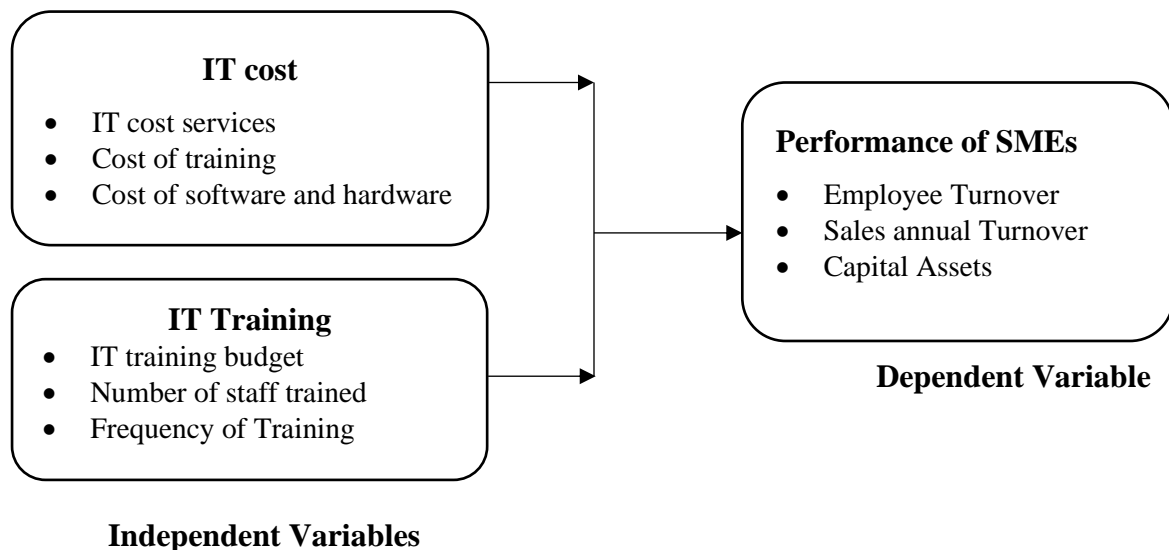 IT cost
• IT cost services
• Cost of training
• Cost of software and hardware
IT Training
• IT training budget
• Number of staff trained
• Frequency of Training
Independent Variables
Performance of SMEs
• Employee Turnover
• Sales annual Turnover
• Capital Assets
Dependent Variable